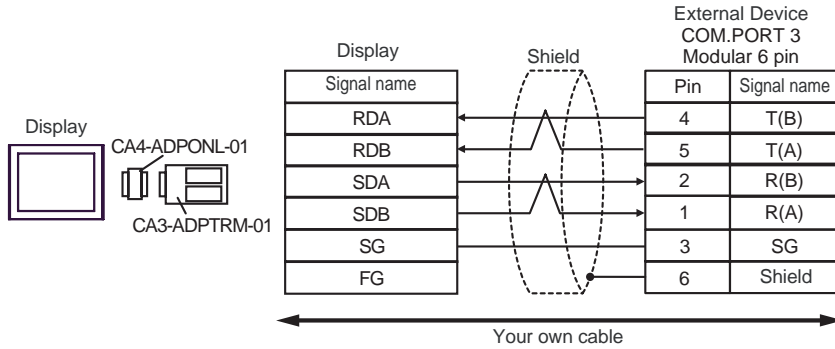 External Device
COM.PORT 3
Modular 6 pin
Display
Shield
Signal name
Pin
Signal name
RDA
4
T(B)
RDB
5
T(A)
SDA
2
R(B)
SDB
1
R(A)
SG
3
SG
FG
6
Shield
Display
CA4-ADPONL-01
CA3-ADPTRM-01
Your own cable